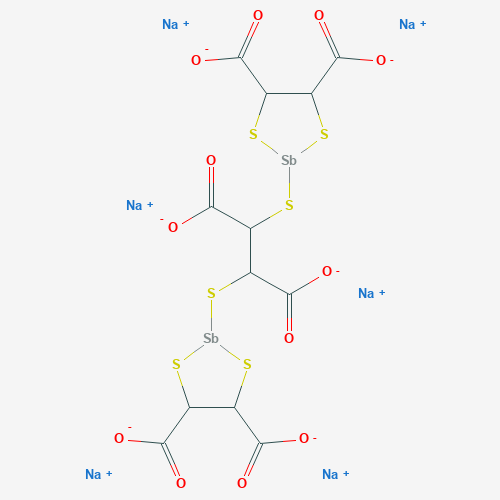 Na + O O Na +
O - O -
S S
Sb
O S
Na +
- O
O -
Na +
S
O
Sb
S S
- O O -
Na + O O Na +